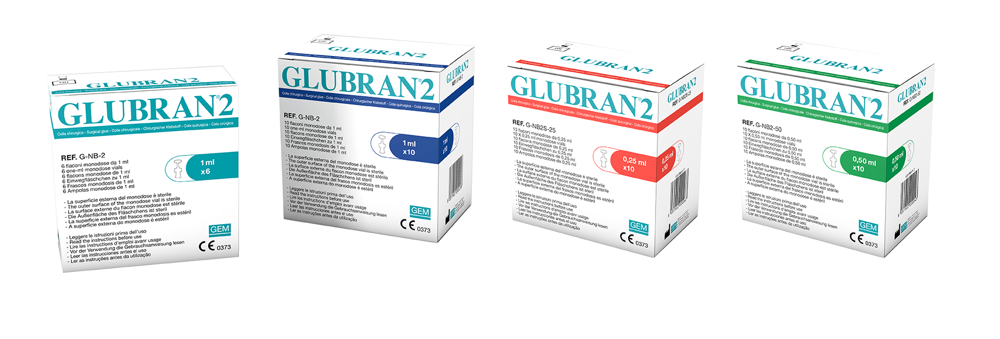 LOT
GLUBRAN2
GLUBRAN®2
Colla chirurgica - Surgical glue - Colle chirurgicale - Chirurgischer Klebstoff - Cola quirurgica - Cola cirúrgica
REF. G-NB-2
6 flaconi monodose da 1 ml
6 one-ml monodose vials
6 flacons monodose de 1 ml
6 Einwegfläschchen zu 1 ml
6 Frascos monodosis de 1 ml
6 Ampolas monodose de 1 ml
1 ml
x6
- La superficie esterna del monodose è sterile
- The outer surface of the monodose vial is sterile
- La surface externe du flacon monodose est stérile
- Die Außenfläche des Fläschchens ist steril
- La superficie externa del frasco monodosis es estéril
- A superficie externa do monodose é estéril
- Leggere le istruzioni prima dell'uso
- Read the instructions before use
- Lire les instructions d'emploi avanr usage
- Vor der Verwendung die Gebrauchsanweisung lesen
- Leer las instrucciones antes el uso
- Ler as instruções antes da utilização
GEM
CE 0373
LOT
GLUBRAN2
GLUBRAN®2
Colla chirurgica - Surgical glue - Colle chirurgicale - Chirurgischer Klebstoff - Cola quirurgica - Cola cirúrgica
REF. G-NB-2
10 flaconi monodose da 1 ml
10 one-ml monodose vials
10 flacons monodose de 1 ml
10 Einwegfläschchen zu 1 ml
10 Frascos monodosis de 1 ml
10 Ampolas monodose de 1 ml
1 ml
x10
- La superficie esterna del monodose è sterile
- The outer surface of the monodose vial is sterile
- La surface externe du flacon monodose est stérile
- Die Außenfläche des Fläschchens ist steril
- La superficie externa del frasco monodosis es estéril
- A superficie externa do monodose é estéril
- Leggere le istruzioni prima dell'uso
- Read the instructions before use
- Lire les instructions d'emploi avanr usage
- Vor der Verwendung die Gebrauchsanweisung lesen
- Leer las instrucciones antes el uso
- Ler as instruções antes da utilização
GEM
CE 0373
GLUBRAN2
REF. G-NB-2
1 ml
x10
LOT
GLUBRAN2
GLUBRAN®2
Colla chirurgica - Surgical glue - Colle chirurgicale - Chirurgischer Klebstoff - Cola quirurgica - Cola cirúrgica
REF. G-NB2S-25
10 flaconi monodose da 0,25 ml
10 X 0,25 ml monodose vials
10 flacons monodose de 0,25 ml
10 Einwegfläschchen zu 0,25 ml
10 Frascos monodosis de 0,25 ml
10 Ampolas monodose de 0,25 ml
0,25 ml
x10
- La superficie esterna del monodose è sterile
- The outer surface of the monodose vial is sterile
- La surface externe du flacon monodose est stérile
- Die Außenfläche des Fläschchens ist steril
- La superficie externa del frasco monodosis es estéril
- A superficie externa do monodose é estéril
- Leggere le istruzioni prima dell'uso
- Read the instructions before use
- Lire les instructions d'emploi avanr usage
- Vor der Verwendung die Gebrauchsanweisung lesen
- Leer las instrucciones antes el uso
- Ler as instruções antes da utilização
GEM
CE 0373
GLUBRAN2
REF. G-NB2S-25
0,25 ml
x10
LOT
GLUBRAN2
GLUBRAN®2
Colla chirurgica - Surgical glue - Colle chirurgicale - Chirurgischer Klebstoff - Cola quirurgica - Cola cirúrgica
REF. G-NB2-50
10 flaconi monodose da 0,50 ml
10 X 0,50 ml monodose vials
10 flacons monodose de 0,50 ml
10 Einwegfläschchen zu 0,50 ml
10 Frascos monodosis de 0,50 ml
10 Ampolas monodose de 0,50 ml
0,50 ml
x10
- La superficie esterna del monodose è sterile
- The outer surface of the monodose vial is sterile
- La surface externe du flacon monodose est stérile
- Die Außenfläche des Fläschchens ist steril
- La superficie externa del frasco monodosis es estéril
- A superficie externa do monodose é estéril
- Leggere le istruzioni prima dell'uso
- Read the instructions before use
- Lire les instructions d'emploi avanr usage
- Vor der Verwendung die Gebrauchsanweisung lesen
- Leer las instrucciones antes el uso
- Ler as instruções antes da utilização
GEM
CE 0373
GLUBRAN2
REF. G-NB2-50
0,50 ml
x10